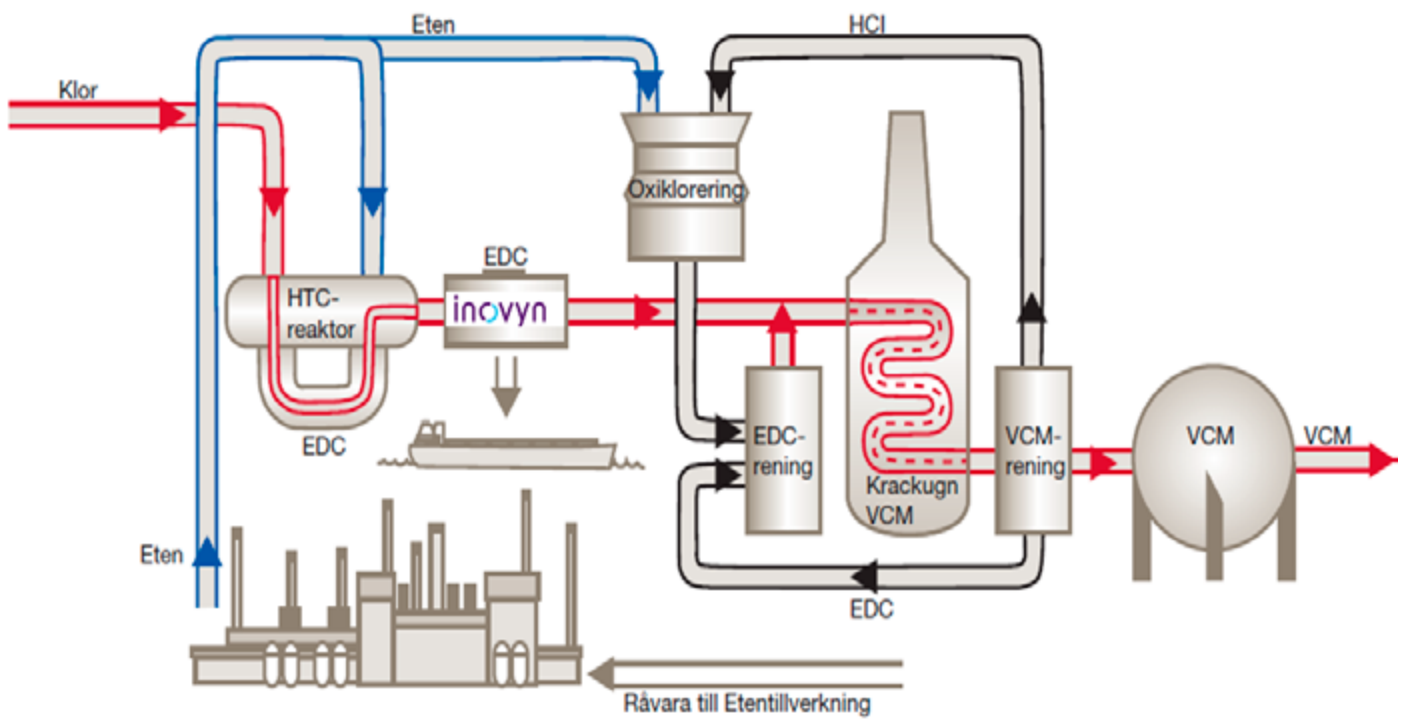 Eten
HCl
Klor
Oxiklorering
EDC
HTC-
reaktor
inovyn
EDC
EDC-
rening
VCM-
rening
VCM
VCM
Krackugn
VCM
Eten
EDC
Råvara till Etentillverkning